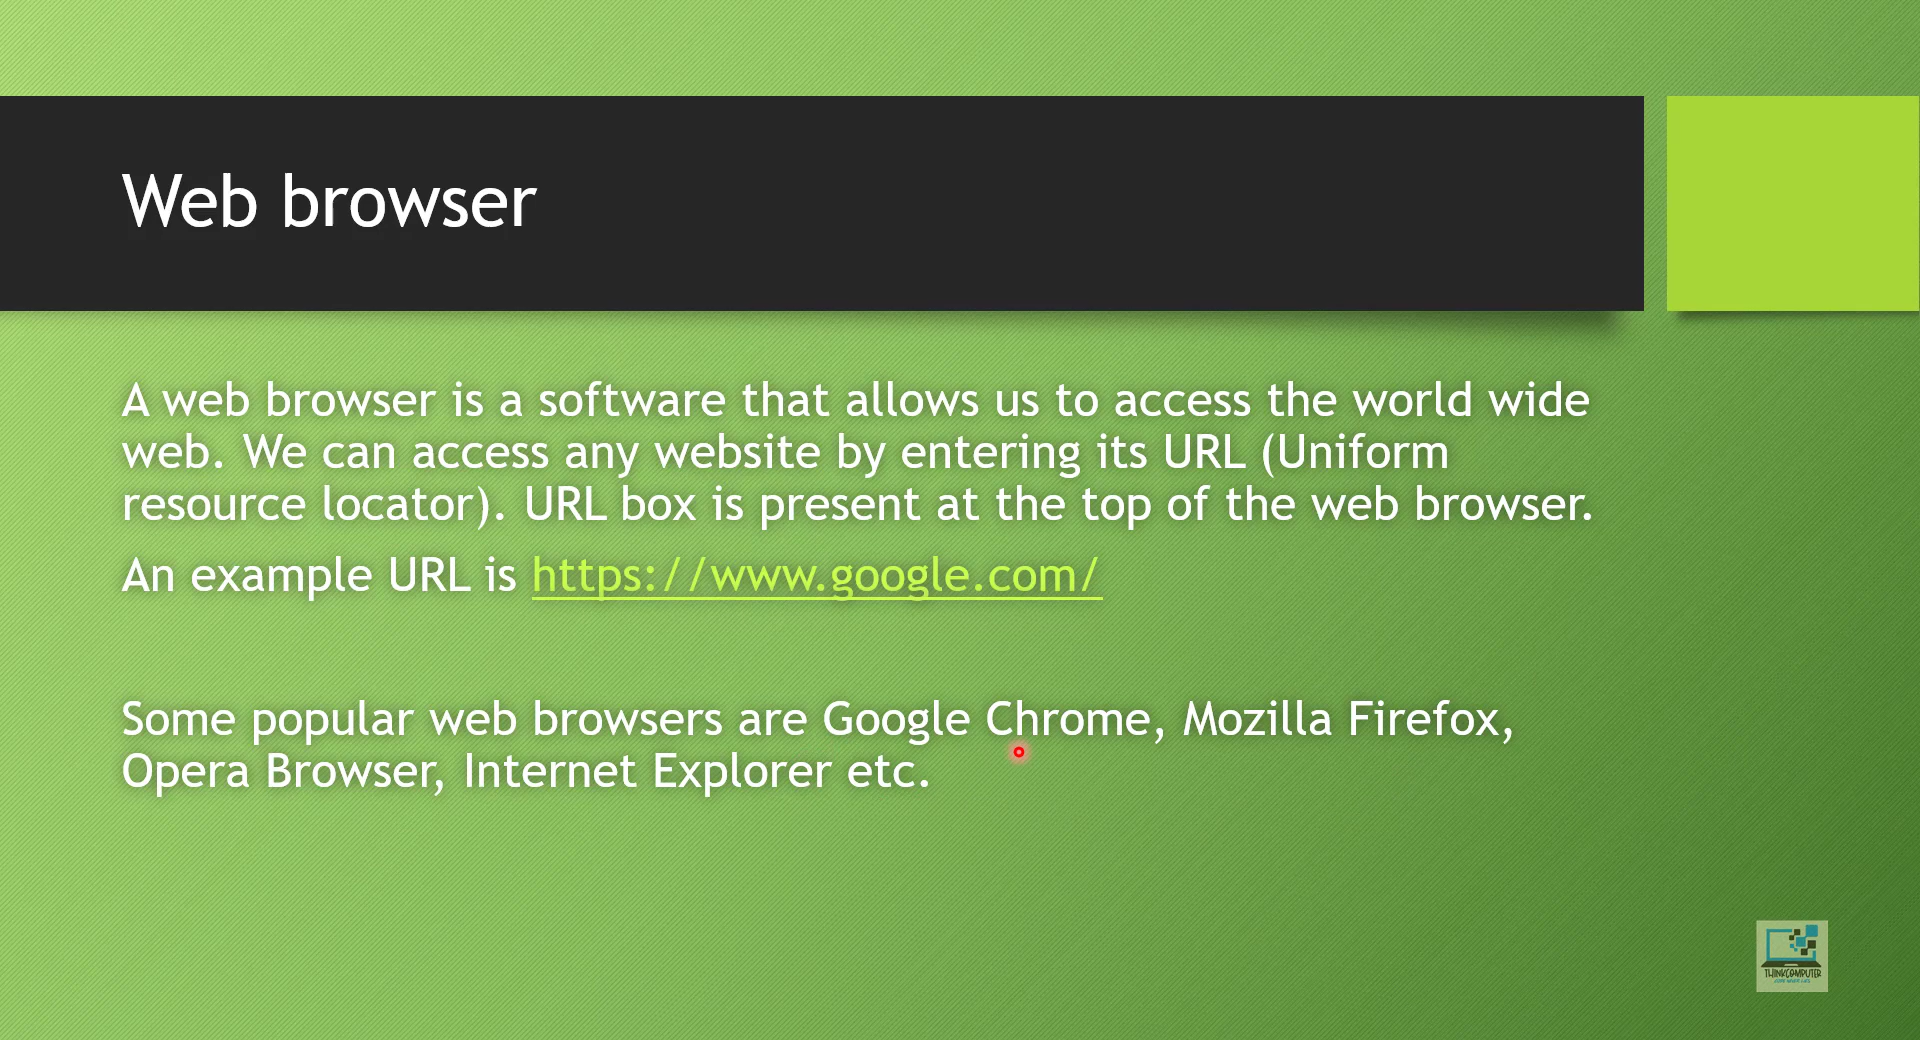 Web browser
A web browser is a software that allows us to access the world wide
web. We can access any website by entering its URL (Uniform
resource locator). URL box is present at the top of the web browser.
An example URL is https://www.google.com/
Some popular web browsers are Google Chrome, Mozilla Firefox,
Opera Browser, Internet Explorer etc.
THINKCOMPUTER